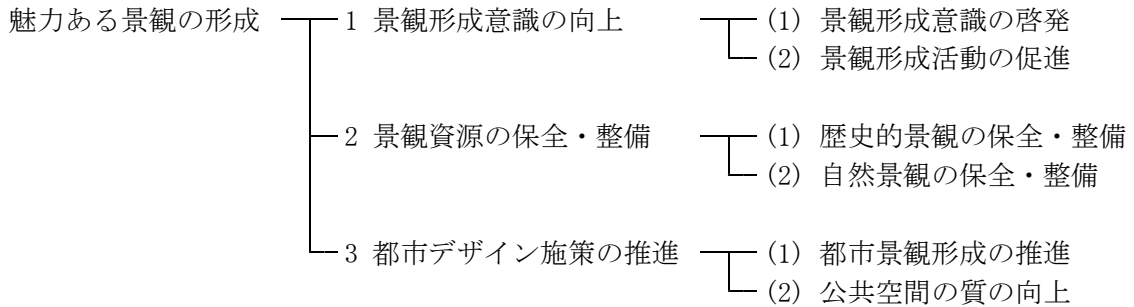 魅力ある景観の形成 1 景観形成意識の向上 (1) 景観形成意識の啓発
(2) 景観形成活動の促進
2 景観資源の保全・整備 (1) 歴史的景観の保全・整備
(2) 自然景観の保全・整備
3 都市デザイン施策の推進 (1) 都市景観形成の推進
(2) 公共空間の質の向上